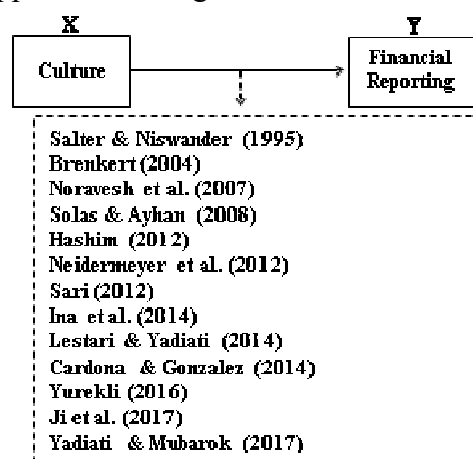 X Y
Culture
Financial
Reporting
Salter & Niswander (1995)
Brenkert (2004)
Noravesh et al. (2007)
Solas & Ayhan (2008)
Hashim (2012)
Neidermeyer et al. (2012)
Sari (2012)
Ina et al. (2014)
Lestari & Yadiati (2014)
Cardona & Gonzalez (2014)
Yurekli (2016)
Ji et al. (2017)
Yadiati & Mubarok (2017)